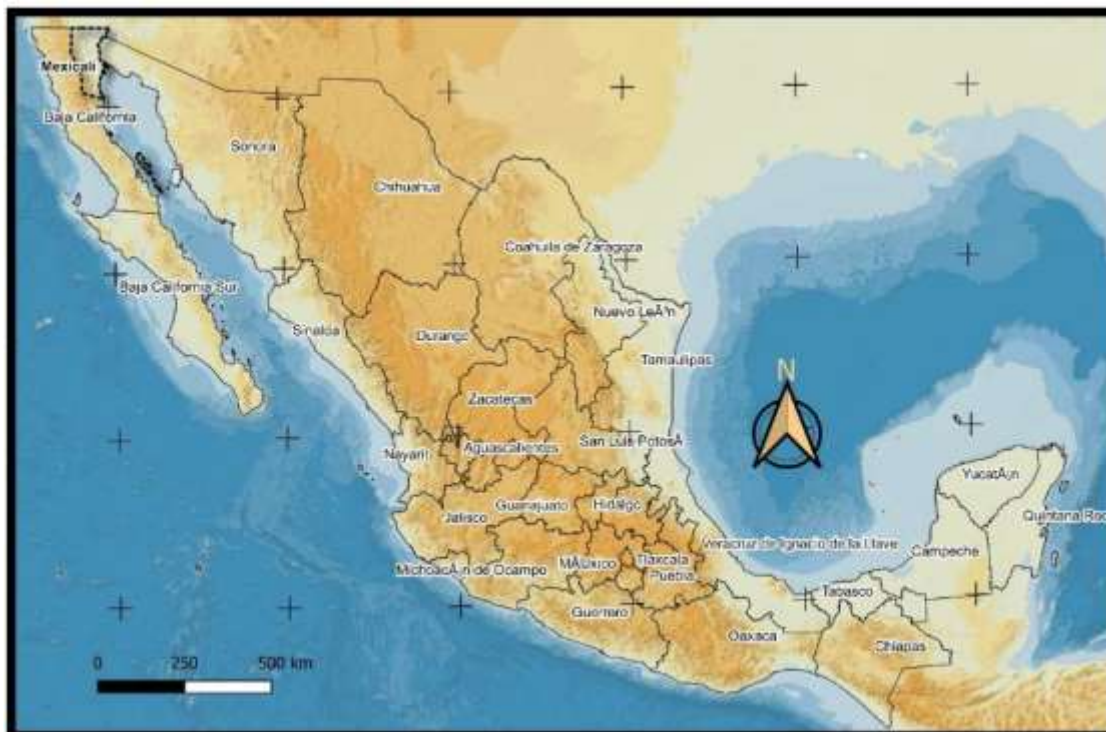 Mexicali
Baja California
Sonora
Chihuahua
Coahuila de Zaragoza
Baja California Sur
Sinaloa
Durango
Nuevo LeÃ³n
Tamaulipas
N
Zacatecas
Nayarit
Aguascalientes
San Luis PotosÃ
YucatÃ¡n
Quintana Roo
Jalisco
Guanajuato
Hidalgo
Veracruz de Ignacio de la Llave
Campeche
MichoacÃ¡n de Ocampo
MÃ©xico
Tlaxcala
Puebla
Tabasco
Guerrero
Oaxaca
Chiapas
0 250 500 km